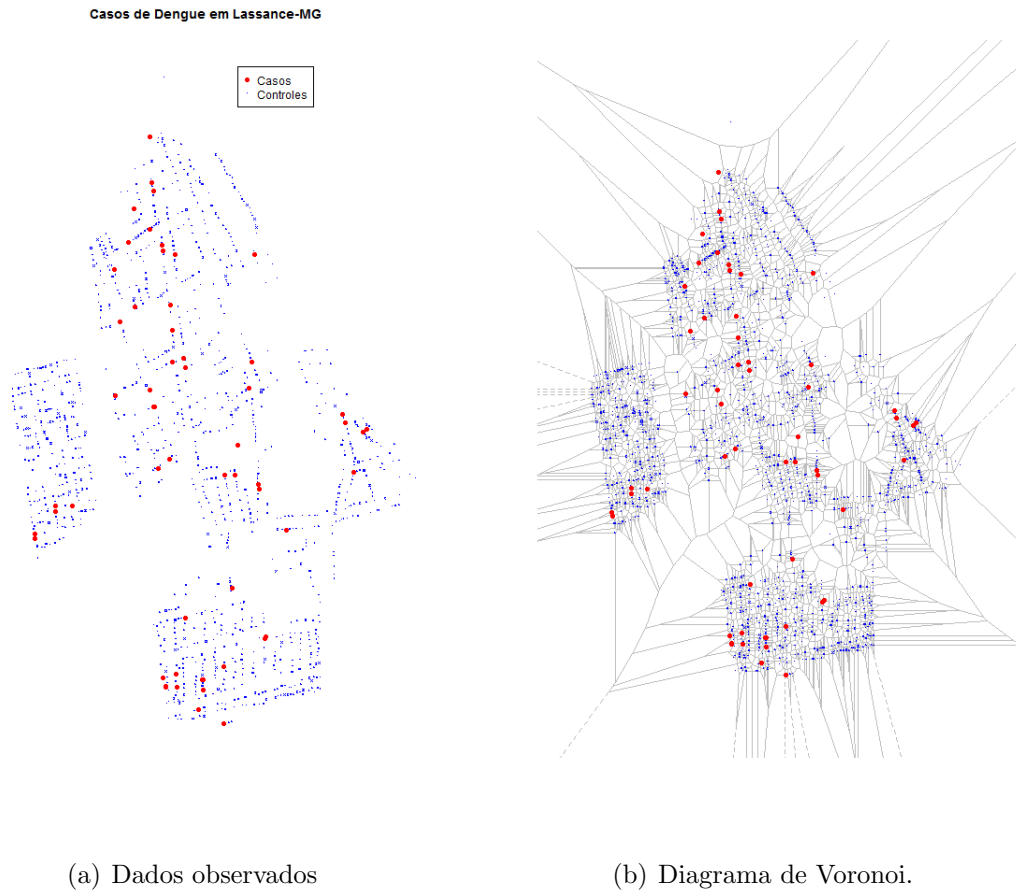 Casos de Dengue em Lassance-MG
Casos
Controles
(a) Dados observados
(b) Diagrama de Voronoi.